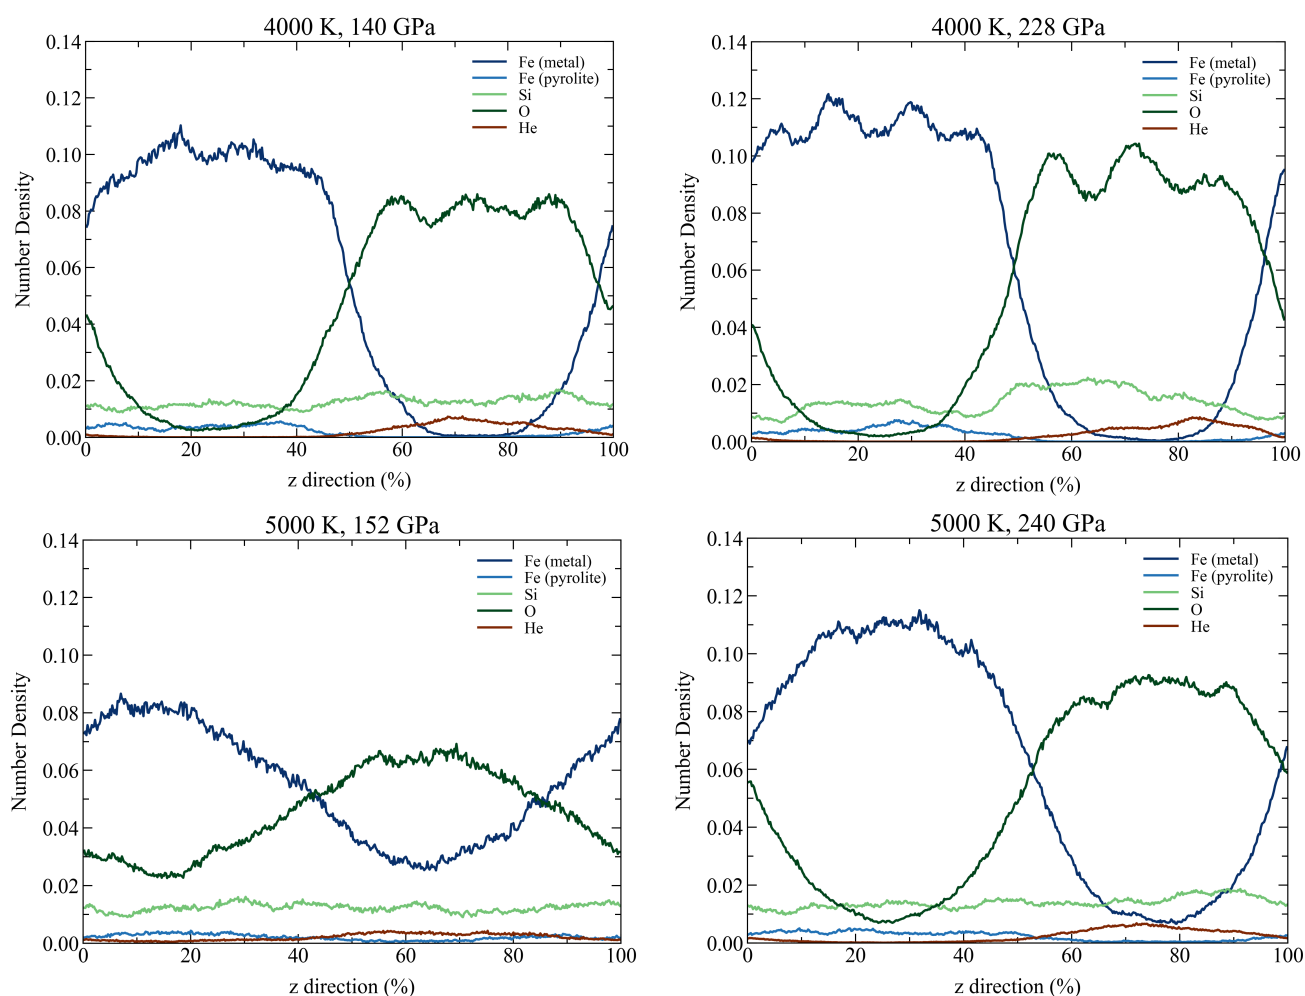 4000 K, 140 GPa
0.14
0.12
0.10
0.08
0.06
0.04
0.02
0.00
Number Density
Fe (metal)
Fe (pyrolite)
Si
O
He
0 20 40 60 80 100
z direction (%)
4000 K, 228 GPa
0.14
0.12
0.10
0.08
0.06
0.04
0.02
0.00
Number Density
Fe (metal)
Fe (pyrolite)
Si
O
He
0 20 40 60 80 100
z direction (%)
5000 K, 152 GPa
0.14
0.12
0.10
0.08
0.06
0.04
0.02
0.00
Number Density
Fe (metal)
Fe (pyrolite)
Si
O
He
0 20 40 60 80 100
z direction (%)
5000 K, 240 GPa
0.14
0.12
0.10
0.08
0.06
0.04
0.02
0.00
Number Density
Fe (metal)
Fe (pyrolite)
Si
O
He
0 20 40 60 80 100
z direction (%)